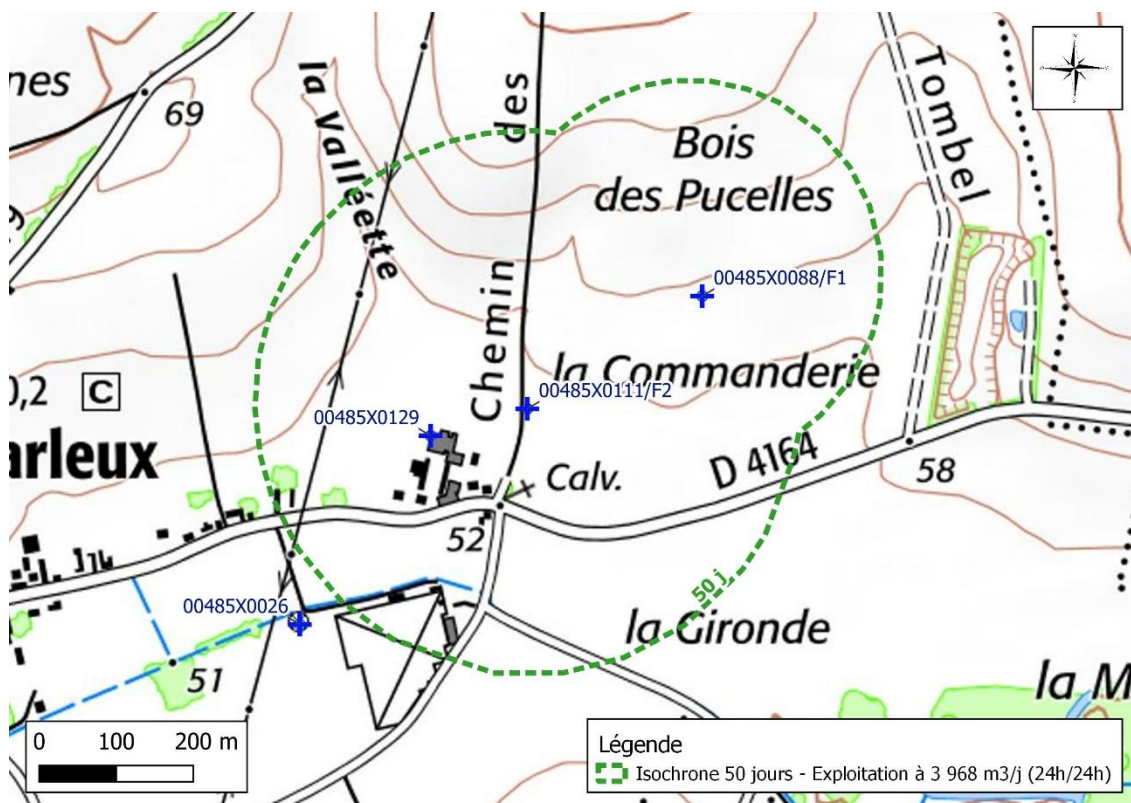 nes
69
la Valléette
des
Chemin
Bois
des Pucelles
Tombel
00485X0088/F1
la Commanderie
00485X0111/F2
00485X0129
0,2
C
arleux
Calv.
D 4164
58
52
50 j
00485X0026
la Gironde
51
la M
0 100 200 m
Légende
Isochrone 50 jours - Exploitation à 3 968 m3/j (24h/24h)